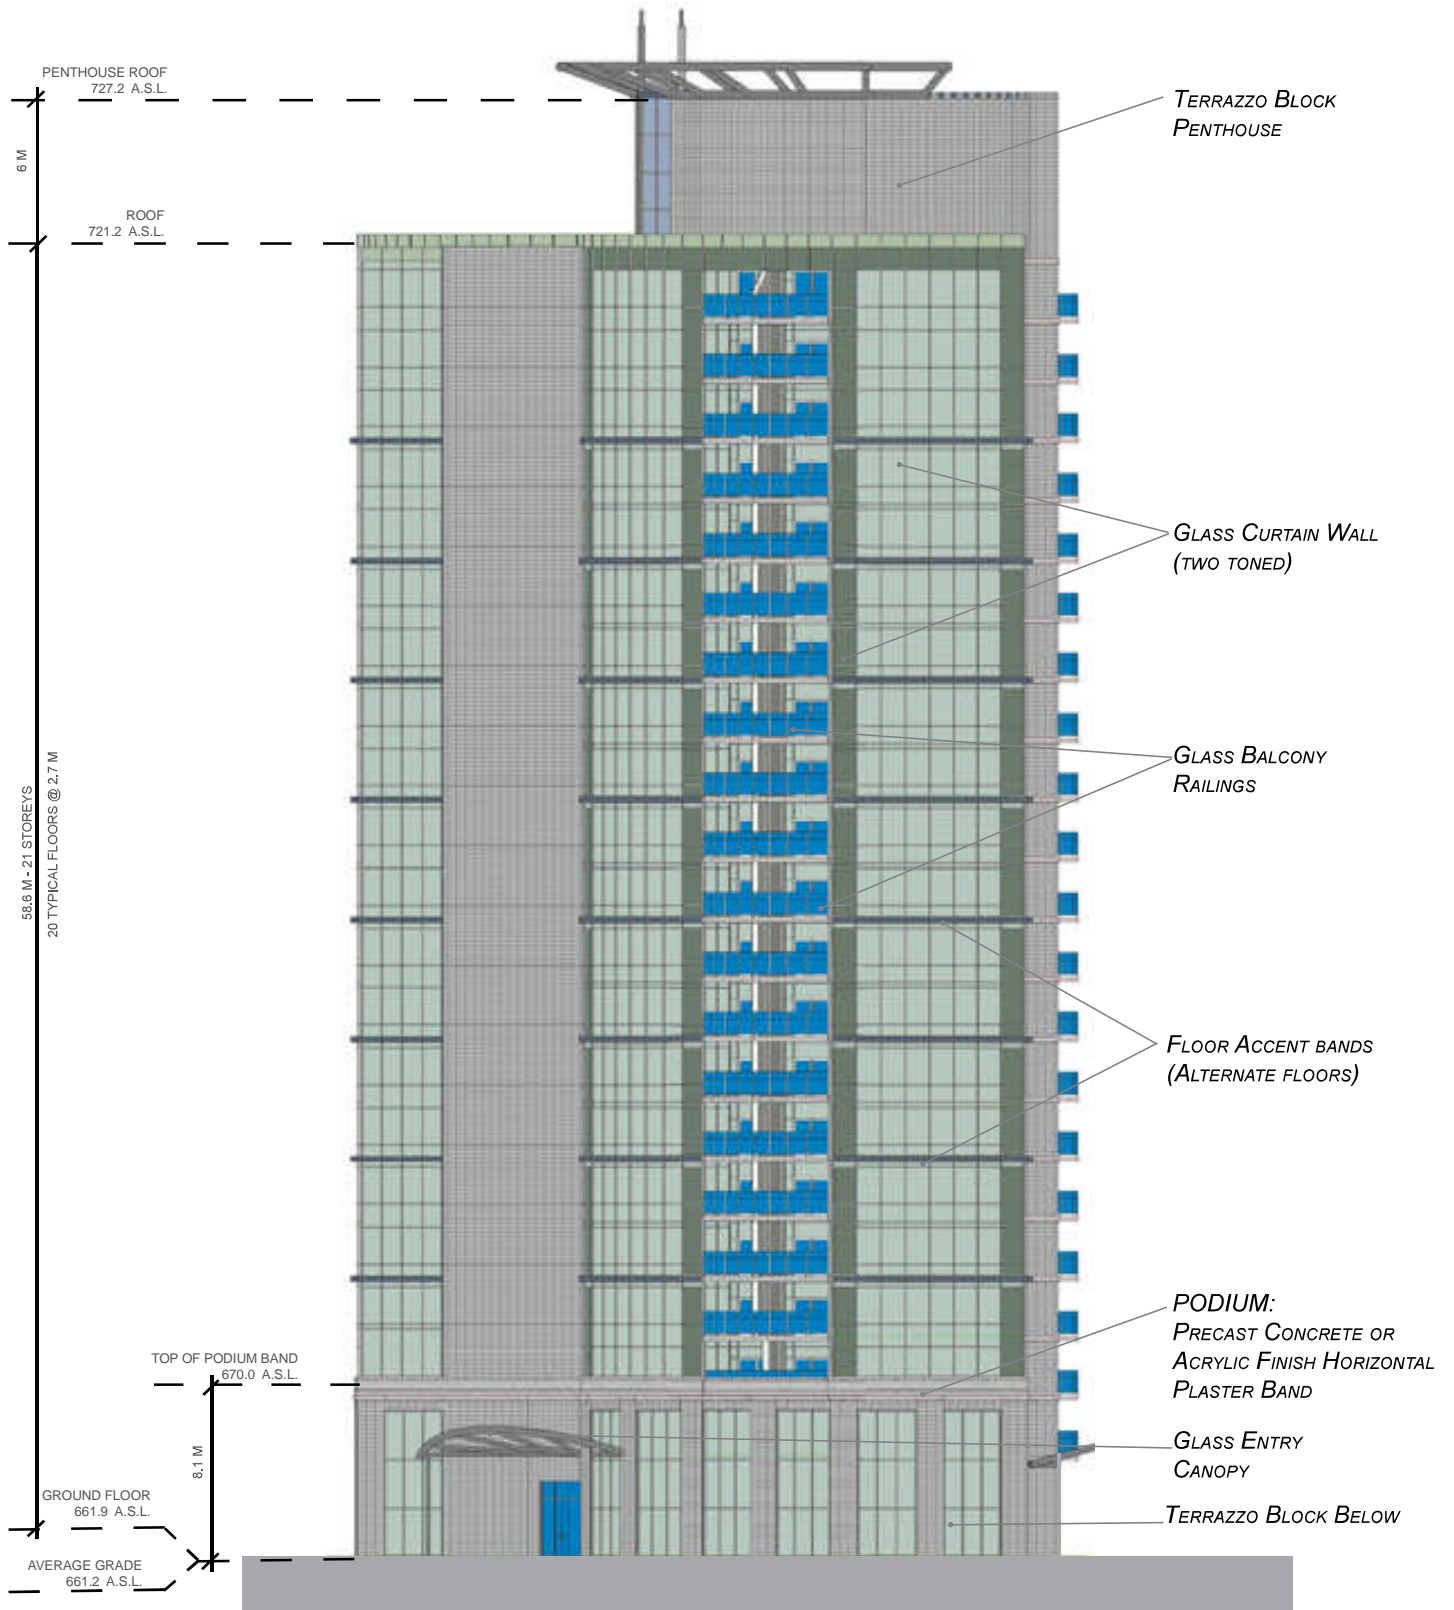 PENTHOUSE ROOF
727.2 A.S.L.
6 M
ROOF
721.2 A.S.L.
58.6 M - 21 STOREYS
20 TYPICAL FLOORS @ 2.7 M
TOP OF PODIUM BAND
670.0 A.S.L.
8.1 M
GROUND FLOOR
661.9 A.S.L.
AVERAGE GRADE
661.2 A.S.L.
TERRAZZO BLOCK
PENTHOUSE
GLASS CURTAIN WALL
(TWO TONED)
GLASS BALCONY
RAILINGS
FLOOR ACCENT BANDS
(ALTERNATE FLOORS)
PODIUM:
PRECAST CONCRETE OR
ACRYLIC FINISH HORIZONTAL
PLASTER BAND
GLASS ENTRY
CANOPY
TERRAZZO BLOCK BELOW